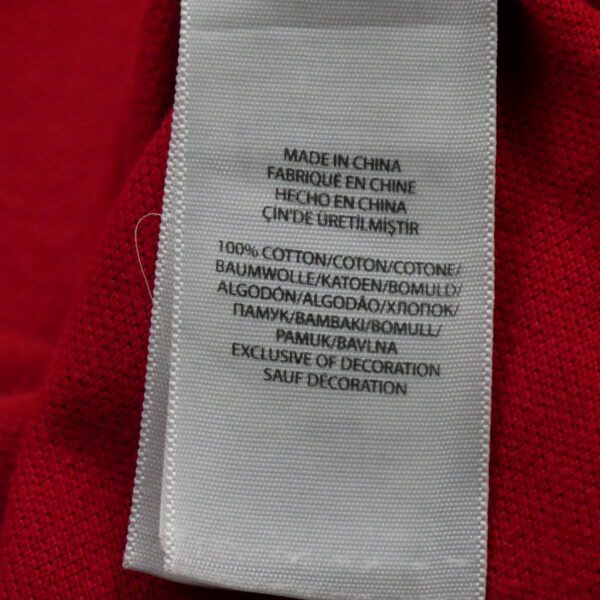 MADE IN CHINA
FABRIQUÉ EN CHINE
HECHO EN CHINA
ÇİN'DE ÜRETİLMİŞTİR
100% COTTON/COTON/COTONE/
BAUMWOLLE/KATOEN/BOMULD/
ALGODÓN/ALGODÃO/ХЛОПОК/
ПАМУК/BAMBAKI/BOMULL/
PAMUK/BAVLNA
EXCLUSIVE OF DECORATION
SAUF DÉCORATION